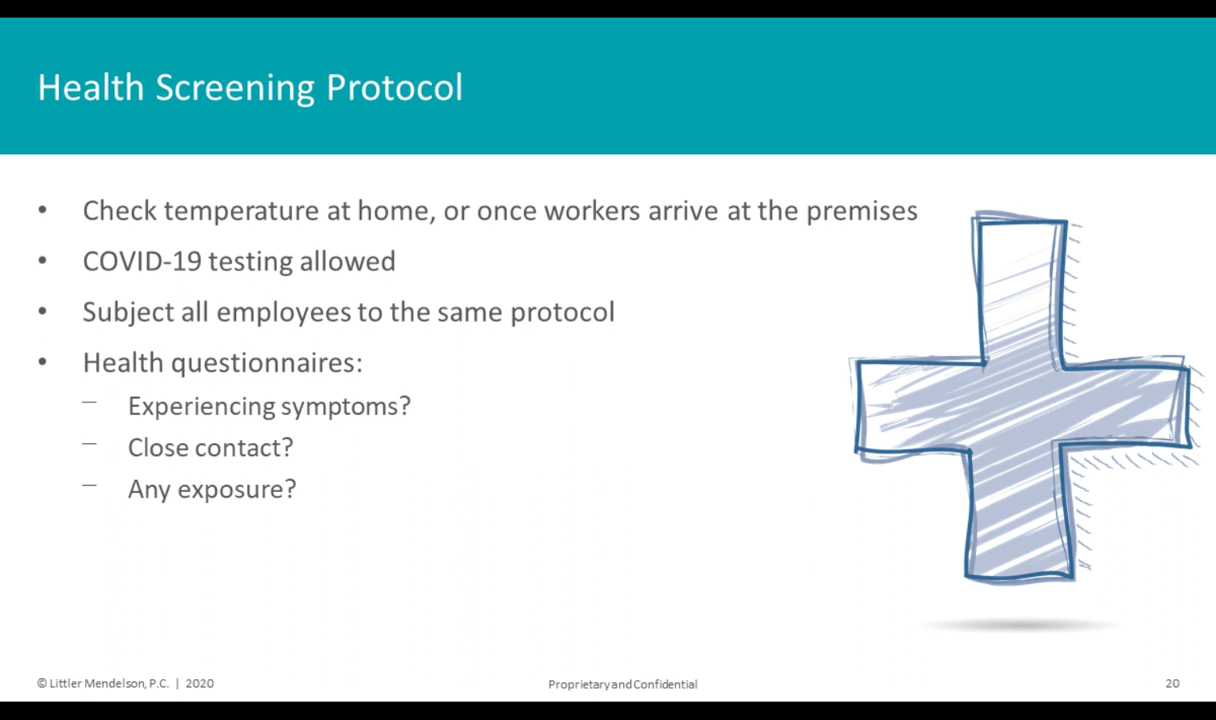 Health Screening Protocol
• Check temperature at home, or once workers arrive at the premises
• COVID-19 testing allowed
• Subject all employees to the same protocol
• Health questionnaires:
– Experiencing symptoms?
– Close contact?
– Any exposure?
© Littler Mendelson, P.C. | 2020
Proprietary and Confidential
20